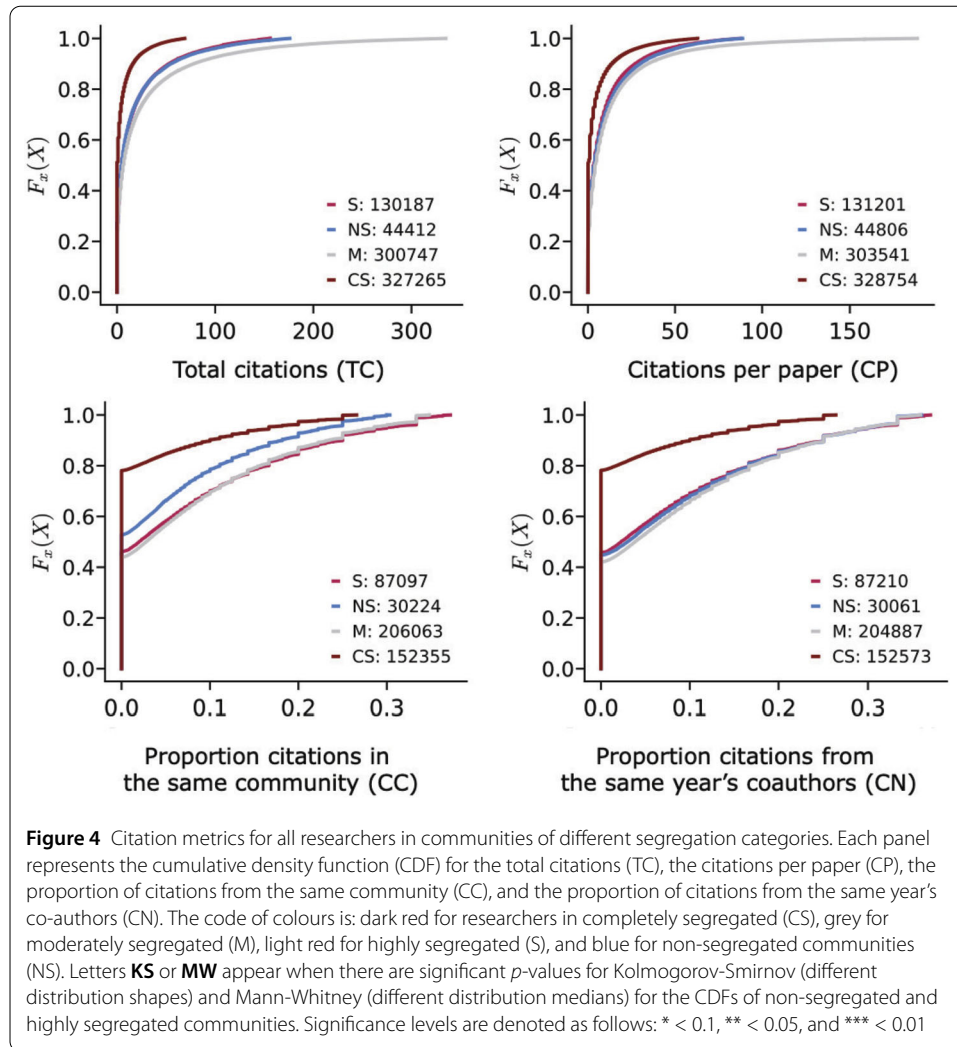 1.0
0.8
0.6
0.4
0.2
0.0
Fₓ(X)
S: 130187
NS: 44412
M: 300747
CS: 327265
0 100 200 300
Total citations (TC)
1.0
0.8
0.6
0.4
0.2
0.0
Fₓ(X)
S: 131201
NS: 44806
M: 303541
CS: 328754
0 50 100 150
Citations per paper (CP)
1.0
0.8
0.6
0.4
0.2
0.0
Fₓ(X)
S: 87097
NS: 30224
M: 206063
CS: 152355
0.0 0.1 0.2 0.3
Proportion citations in
the same community (CC)
1.0
0.8
0.6
0.4
0.2
0.0
Fₓ(X)
S: 87210
NS: 30061
M: 204887
CS: 152573
0.0 0.1 0.2 0.3
Proportion citations from
the same year's coauthors (CN)
Figure 4 Citation metrics for all researchers in communities of different segregation categories. Each panel
represents the cumulative density function (CDF) for the total citations (TC), the citations per paper (CP), the
proportion of citations from the same community (CC), and the proportion of citations from the same year's
co-authors (CN). The code of colours is: dark red for researchers in completely segregated (CS), grey for
moderately segregated (M), light red for highly segregated (S), and blue for non-segregated communities
(NS). Letters KS or MW appear when there are significant p-values for Kolmogorov-Smirnov (different
distribution shapes) and Mann-Whitney (different distribution medians) for the CDFs of non-segregated and
highly segregated communities. Significance levels are denoted as follows: * < 0.1, ** < 0.05, and *** < 0.01